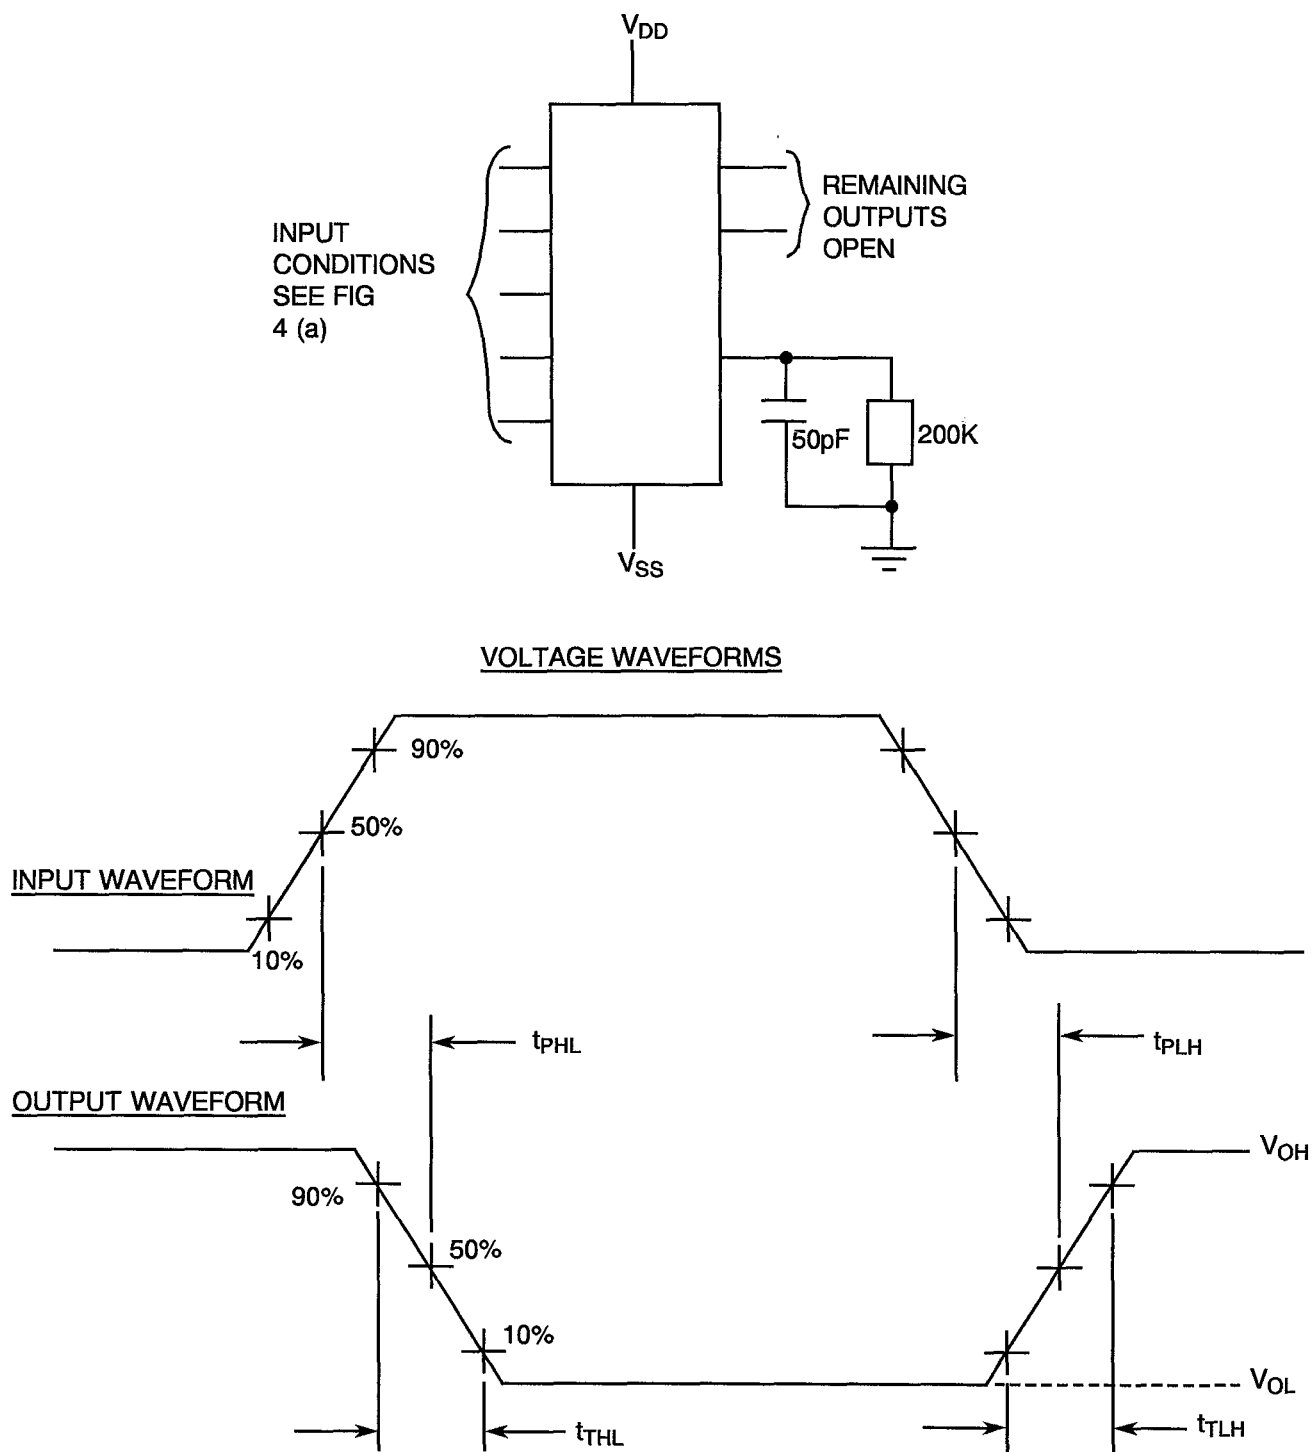 VDD
INPUT
CONDITIONS
SEE FIG
4 (a)
REMAINING
OUTPUTS
OPEN
50pF
200K
VSS
VOLTAGE WAVEFORMS
90%
50%
INPUT WAVEFORM
10%
tPHL
tPLH
OUTPUT WAVEFORM
VOH
90%
50%
10%
VOL
tTHL
tTLH